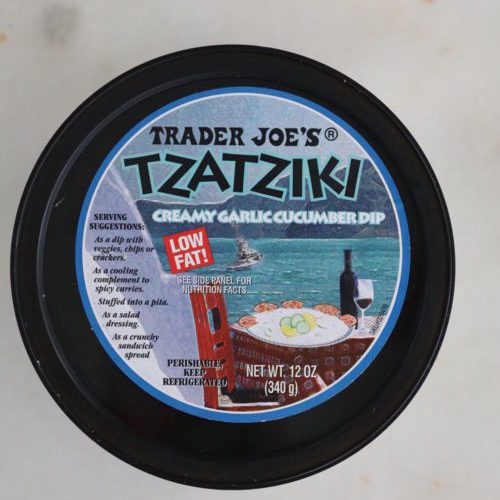 TRADER JOE'S®
TZATZIKI
CREAMY GARLIC CUCUMBER DIP
SERVING
SUGGESTIONS:
As a dip with
veggies, chips or
crackers.
As a cooling
complement to
spicy curries.
Stuffed into a pita.
As a salad
dressing.
As a crunchy
sandwich
spread
LOW
FAT!
SEE SIDE PANEL FOR
NUTRITION FACTS
PERISHABLE,
KEEP
REFRIGERATED
NET WT. 12 OZ
(340 g)